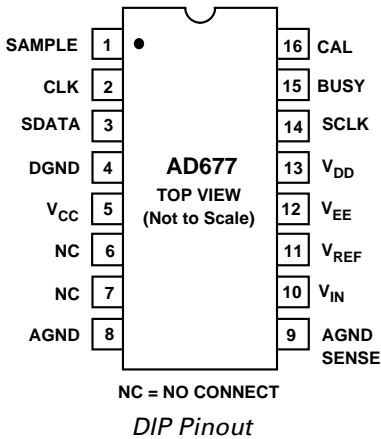 SAMPLE 1
CLK 2
SDATA 3
DGND 4
VCC 5
NC 6
NC 7
AGND 8
AD677
TOP VIEW
(Not to Scale)
16 CAL
15 BUSY
14 SCLK
13 VDD
12 VEE
11 VREF
10 VIN
9 AGND
SENSE
NC = NO CONNECT
DIP Pinout